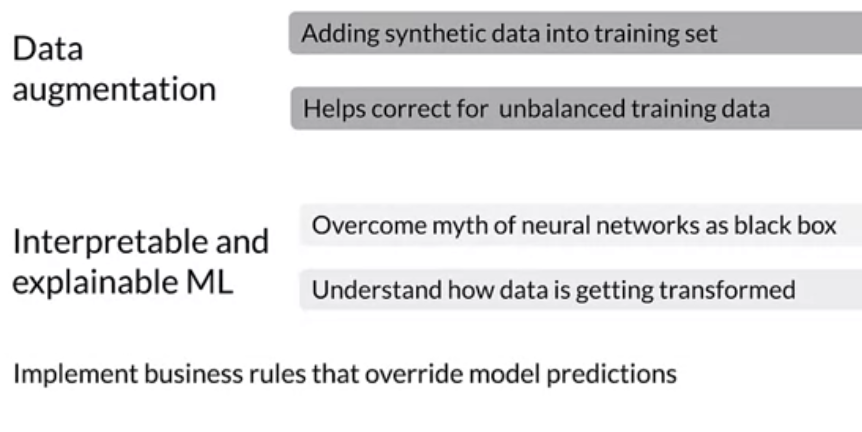 Data
augmentation
Adding synthetic data into training set
Helps correct for unbalanced training data
Interpretable and
explainable ML
Overcome myth of neural networks as black box
Understand how data is getting transformed
Implement business rules that override model predictions